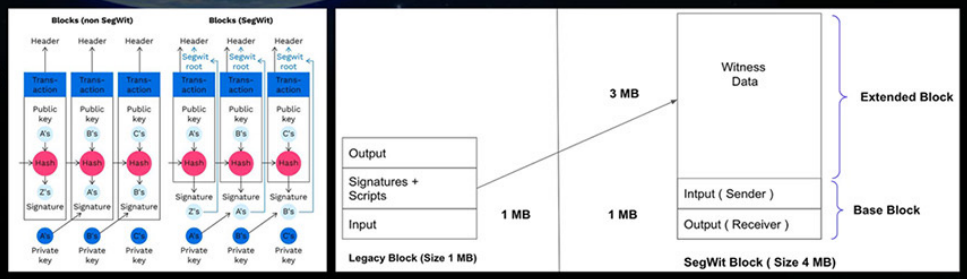 Blocks (non SegWit)
Blocks (SegWit)
Header Header Header
Header Header Header
Segwit root Segwit root Segwit root
Trans-action Trans-action Trans-action
Trans-action Trans-action Trans-action
Public key Public key Public key
Public key Public key Public key
A's B's C's
A's B's C's
Hash Hash Hash
Hash Hash Hash
Z's A's B's
Signature Signature Signature
Signature Signature Signature
Z's A's B's
A's B's C's
A's B's C's
Private key Private key Private key
Private key Private key Private key
Output
Signatures +
Scripts
Input
1 MB
Legacy Block (Size 1 MB)
3 MB
1 MB
Witness
Data
Intput ( Sender )
Output ( Receiver )
SegWit Block ( Size 4 MB)
Extended Block
Base Block